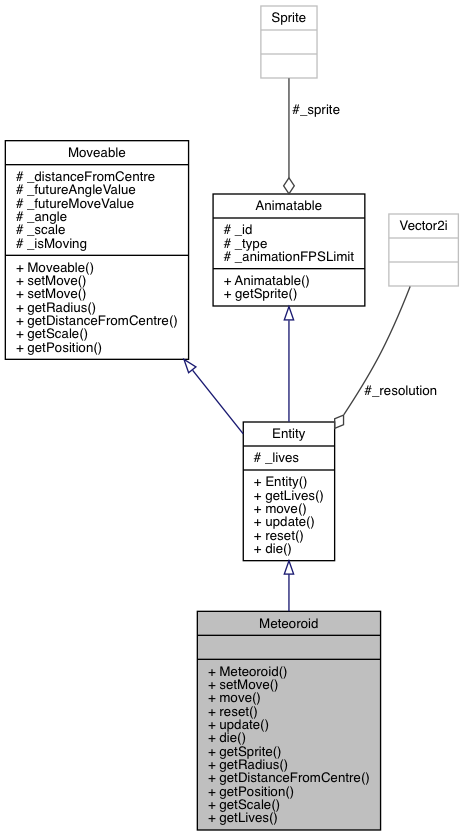 Sprite
#_sprite
Moveable
# _distanceFromCentre
# _futureAngleValue
# _futureMoveValue
# _angle
# _scale
# _isMoving
+ Moveable()
+ setMove()
+ setMove()
+ getRadius()
+ getDistanceFromCentre()
+ getScale()
+ getPosition()
Animatable
# _id
# _type
# _animationFPSLimit
+ Animatable()
+ getSprite()
Vector2i
#_resolution
Entity
# _lives
+ Entity()
+ getLives()
+ move()
+ update()
+ reset()
+ die()
Meteoroid
+ Meteoroid()
+ setMove()
+ move()
+ reset()
+ update()
+ die()
+ getSprite()
+ getRadius()
+ getDistanceFromCentre()
+ getPosition()
+ getScale()
+ getLives()